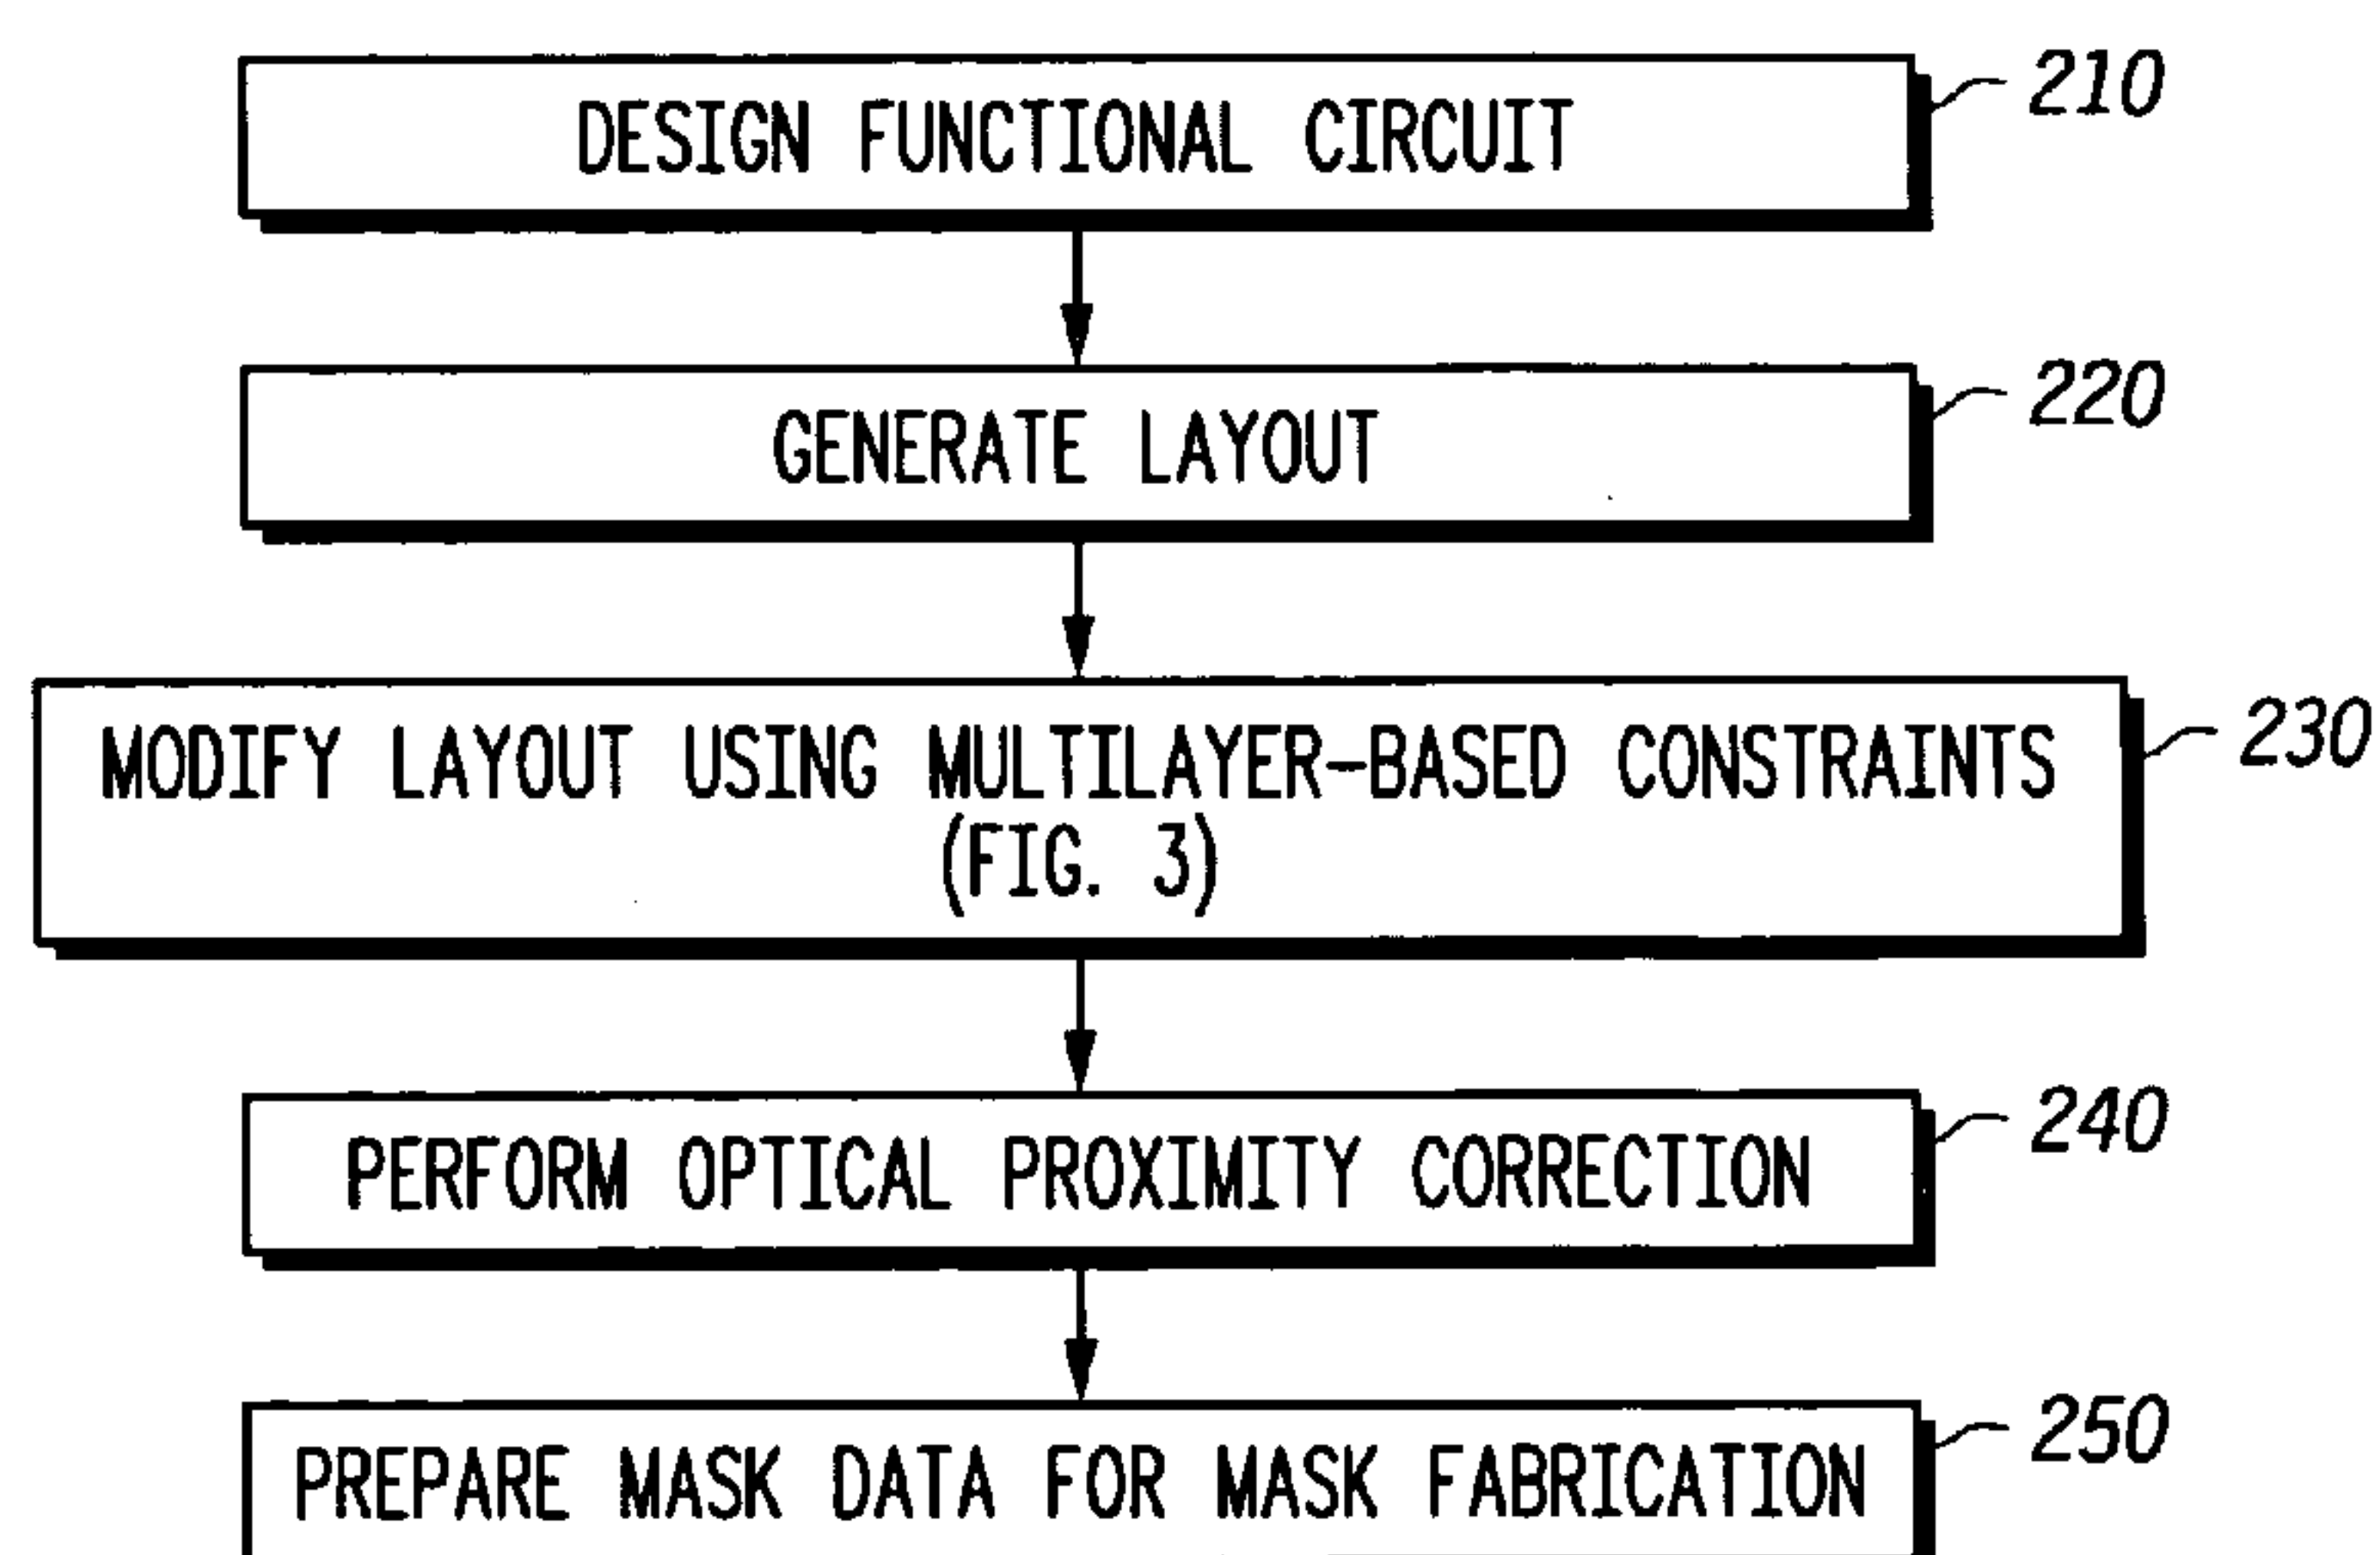 DESIGN FUNCTIONAL CIRCUIT
210
GENERATE LAYOUT
220
MODIFY LAYOUT USING MULTILAYER-BASED CONSTRAINTS
(FIG. 3)
230
PERFORM OPTICAL PROXIMITY CORRECTION
240
PREPARE MASK DATA FOR MASK FABRICATION
250